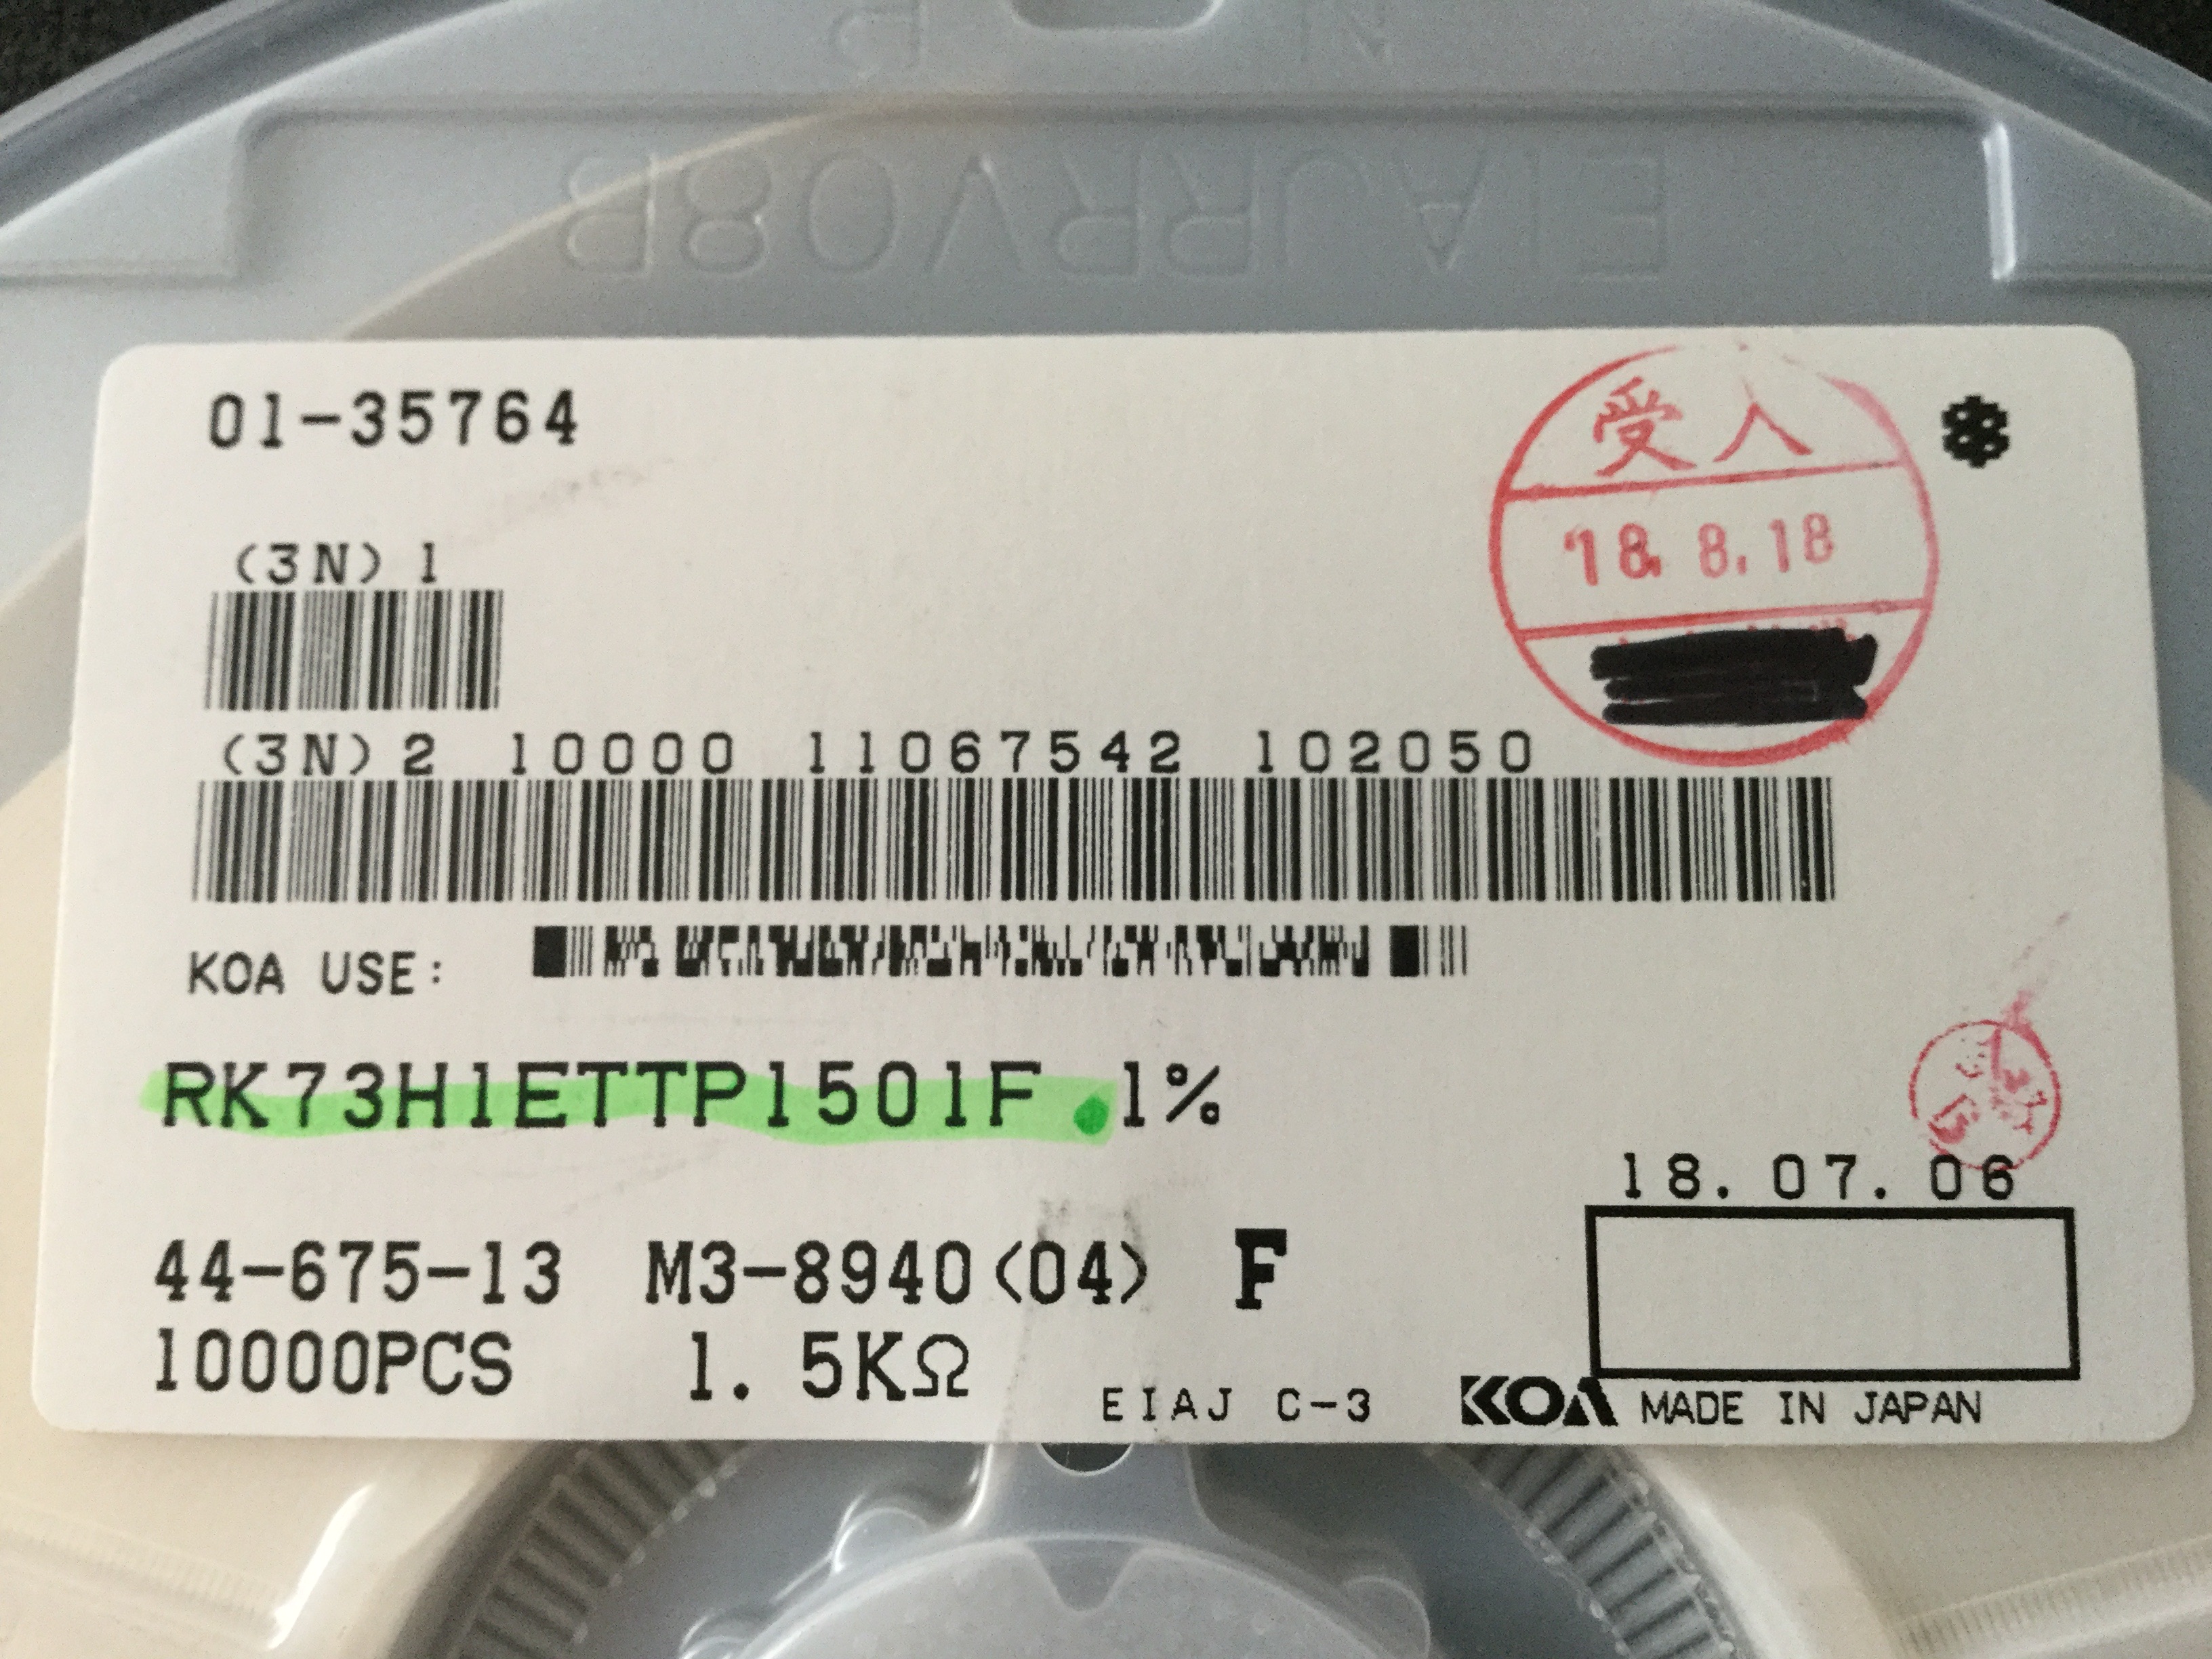 EIAJRRV08B
01-35764
受入
'18. 8. 18
(3N) 1
(3N) 2 10000 11067542 102050
KOA USE:
RK73H1ETTP1501F 1%
18. 07. 06
44-675-13 M3-8940(04) F
10000PCS 1. 5KΩ
EIAJ C-3 KOA MADE IN JAPAN